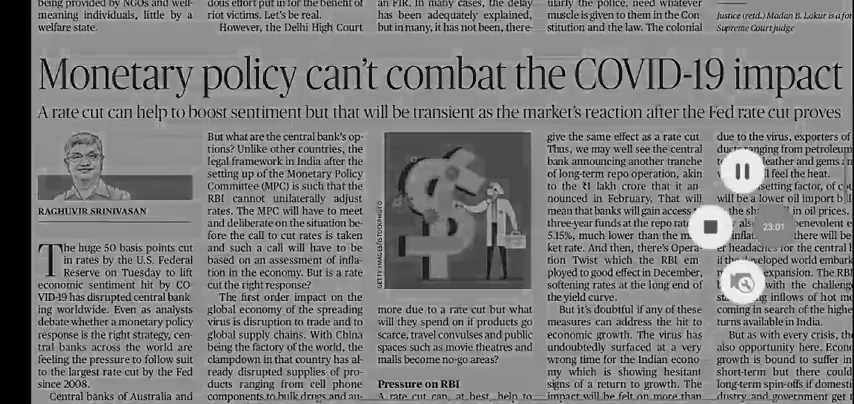 being provided by NGOs and well-
meaning individuals, little by a
welfare state.
dous effort put in for the benefit of
riot victims. Let's be real.
However, the Delhi High Court
an FIR. In many cases, the delay
has been adequately explained,
but in many, it has not been, there-
ularly the police, need whatever
muscle is given to them in the Con-
stitution and the law. The colonial
Justice (retd.) Madan B. Lokur is a for
Supreme Court judge
Monetary policy can't combat the COVID-19 impact
A rate cut can help to boost sentiment but that will be transient as the market's reaction after the Fed rate cut proves
RAGHUVIR SRINIVASAN
The huge 50 basis points cut
in rates by the U.S. Federal
Reserve on Tuesday to lift
economic sentiment hit by CO-
VID-19 has disrupted central bank-
ing worldwide. Even as analysts
debate whether a monetary policy
response is the right strategy, cen-
tral banks across the world are
feeling the pressure to follow suit
to the largest rate cut by the Fed
since 2008.
Central banks of Australia and
But what are the central bank's op-
tions? Unlike other countries, the
legal framework in India after the
setting up of the Monetary Policy
Committee (MPC) is such that the
RBI cannot unilaterally adjust
rates. The MPC will have to meet
and deliberate on the situation be-
fore the call to cut rates is taken
and such a call will have to be
based on an assessment of infla-
tion in the economy. But is a rate
cut the right response?
The first order impact on the
global economy of the spreading
virus is disruption to trade and to
global supply chains. With China
being the factory of the world, the
clampdown in that country has al-
ready disrupted supplies of pro-
ducts ranging from cell phone
components to bulk drugs and au-
GETTY IMAGES/ISTOCKPHOTO
more due to a rate cut but what
will they spend on if products go
scarce, travel convulses and public
spaces such as movie theatres and
malls become no-go areas?
Pressure on RBI
A rate cut can, at best, help to
give the same effect as a rate cut
Thus, we may well see the central
bank announcing another tranche
of long-term repo operation, akin
to the ₹1 lakh crore that it an-
nounced in February. That will
mean that banks will gain access
three-year funds at the repo rate
5.15%, much lower than the
ket rate. And then, there's Opera-
tion Twist which the RBI em-
ployed to good effect in December,
softening rates at the long end of
the yield curve.
But it's doubtful if any of these
measures can address the hit to
economic growth. The virus has
undoubtedly surfaced at a very
wrong time for the Indian econo
my which is showing hesitant
signs of a return to growth. The
impact will be felt on more than
due to the virus, exporters of
ranging from petroleum
leather and gems
feel the heat.
setting factor, of
will be a lower oil import
in oil prices.
also benevolent
there will be
er headaches for the central
if the developed world embark
expansion. The RBI
with the challeng
inflows of hot mo
coming in search of the highe
turns available in India.
But as with every crisis, the
also opportunity here. Econo
growth is bound to suffer in
short-term but there could
long-term spin-offs if domesti
dustry and government get t
23:01